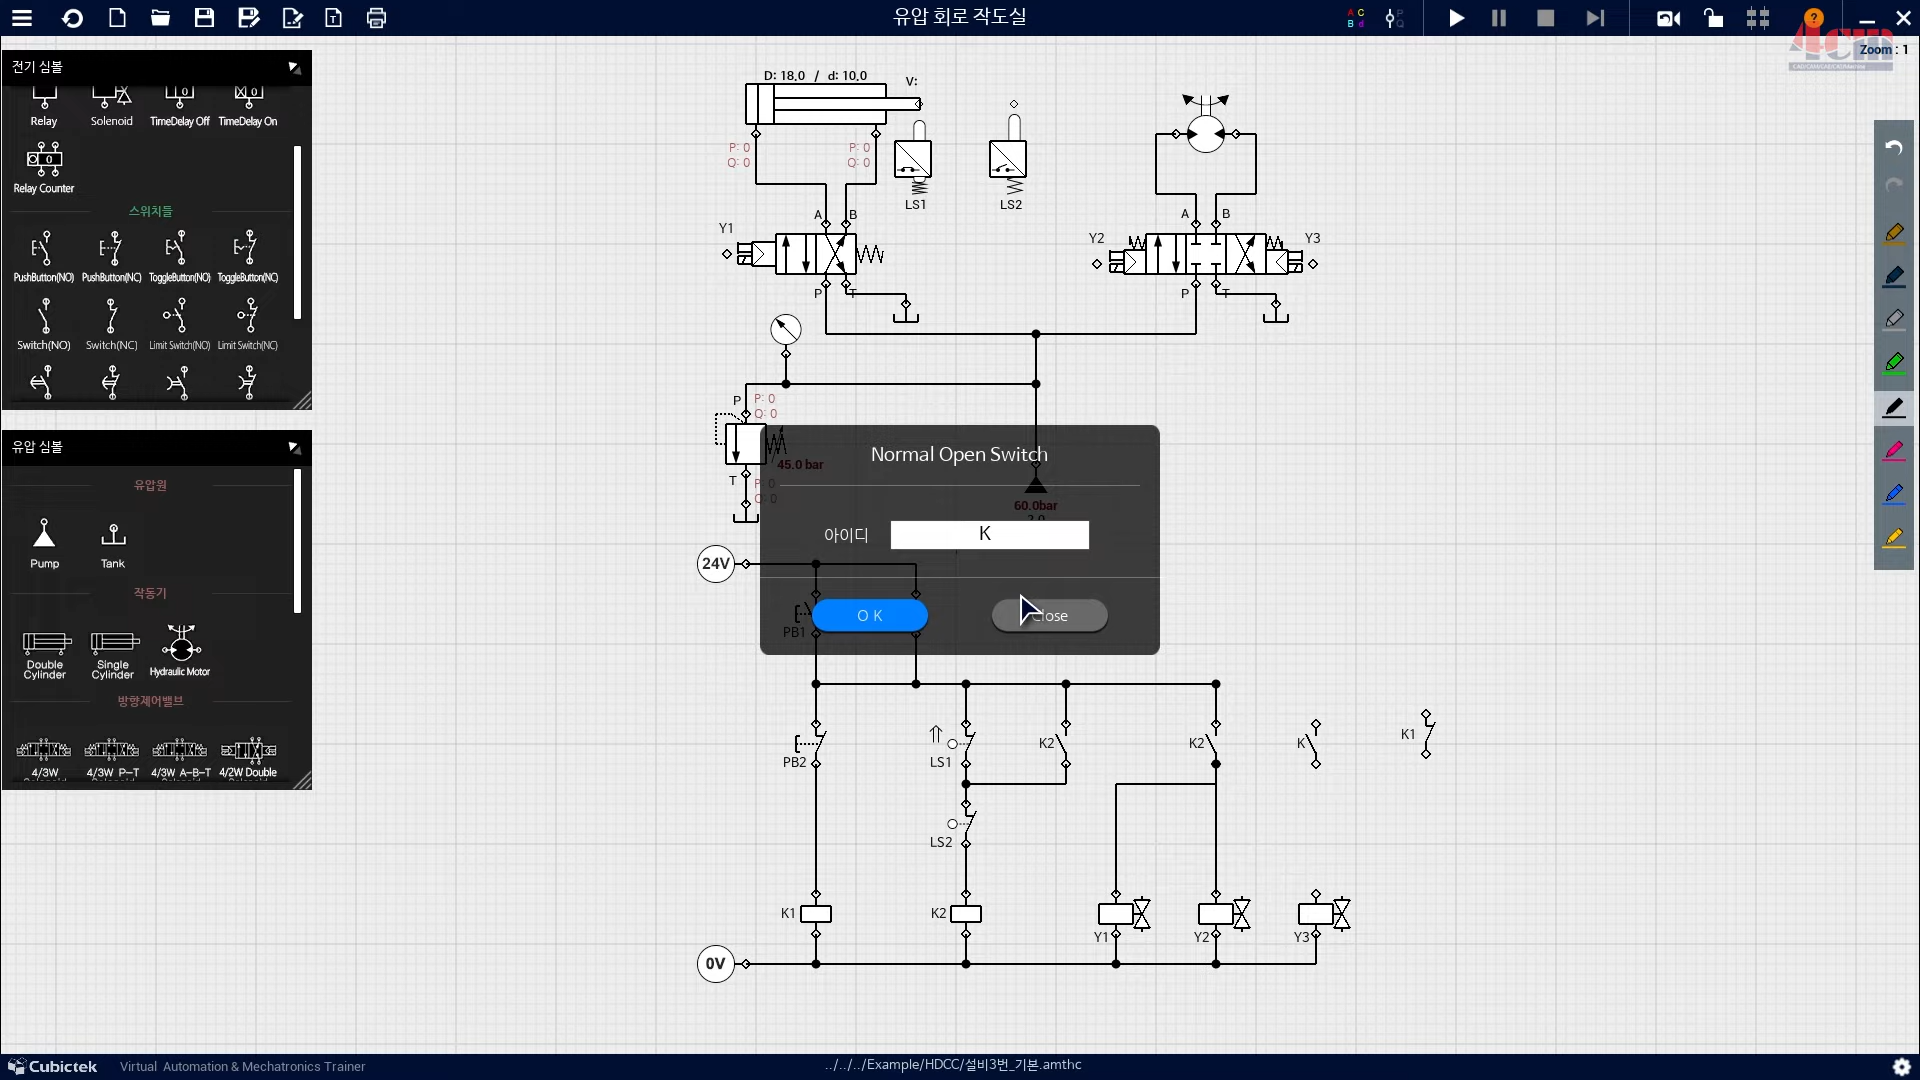 유압 회로 작도실
Zoom : 1
전기 심볼
Relay
Solenoid
TimeDelay Off
TimeDelay On
Relay Counter
스위치들
PushButton(NO)
PushButton(NC)
ToggleButton(NO)
ToggleButton(NC)
Switch(NO)
Switch(NC)
Limit Switch(NO)
Limit Switch(NC)
유압 심볼
유압원
Pump
Tank
작동기
Double
Cylinder
Single
Cylinder
Hydraulic Motor
방향제어밸브
4/3W
4/3W P-T
4/3W A-B-T
4/2W Double
D: 18.0 / d: 10.0
V:
P: 0
Q: 0
P: 0
Q: 0
LS1
LS2
Y1
A
B
P
T
Y2
A
B
Y3
P
T
P
P: 0
Q: 0
45.0 bar
T
P: 0
Q: 0
60.0bar
Normal Open Switch
아이디
K
O K
Close
24V
PB1
PB2
LS1
K2
K2
K
K1
LS2
K1
K2
Y1
Y2
Y3
0V
Cubictek
Virtual Automation & Mechatronics Trainer
../../../Example/HDCC/설비3번_기본.amthc